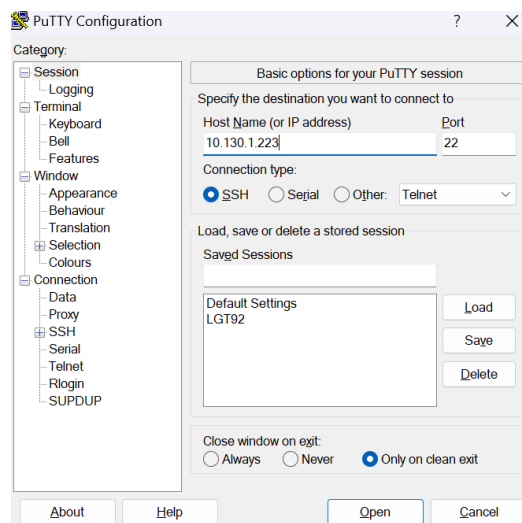 PuTTY Configuration
?
Category:
Session
Logging
Terminal
Keyboard
Bell
Features
Window
Appearance
Behaviour
Translation
Selection
Colours
Connection
Data
Proxy
SSH
Serial
Telnet
Rlogin
SUPDUP
Basic options for your PuTTY session
Specify the destination you want to connect to
Host Name (or IP address) Port
10.130.1.223 22
Connection type:
SSH Serial Other: Telnet
Load, save or delete a stored session
Saved Sessions
Default Settings
LGT92
Load
Save
Delete
Close window on exit:
Always Never Only on clean exit
About Help Open Cancel